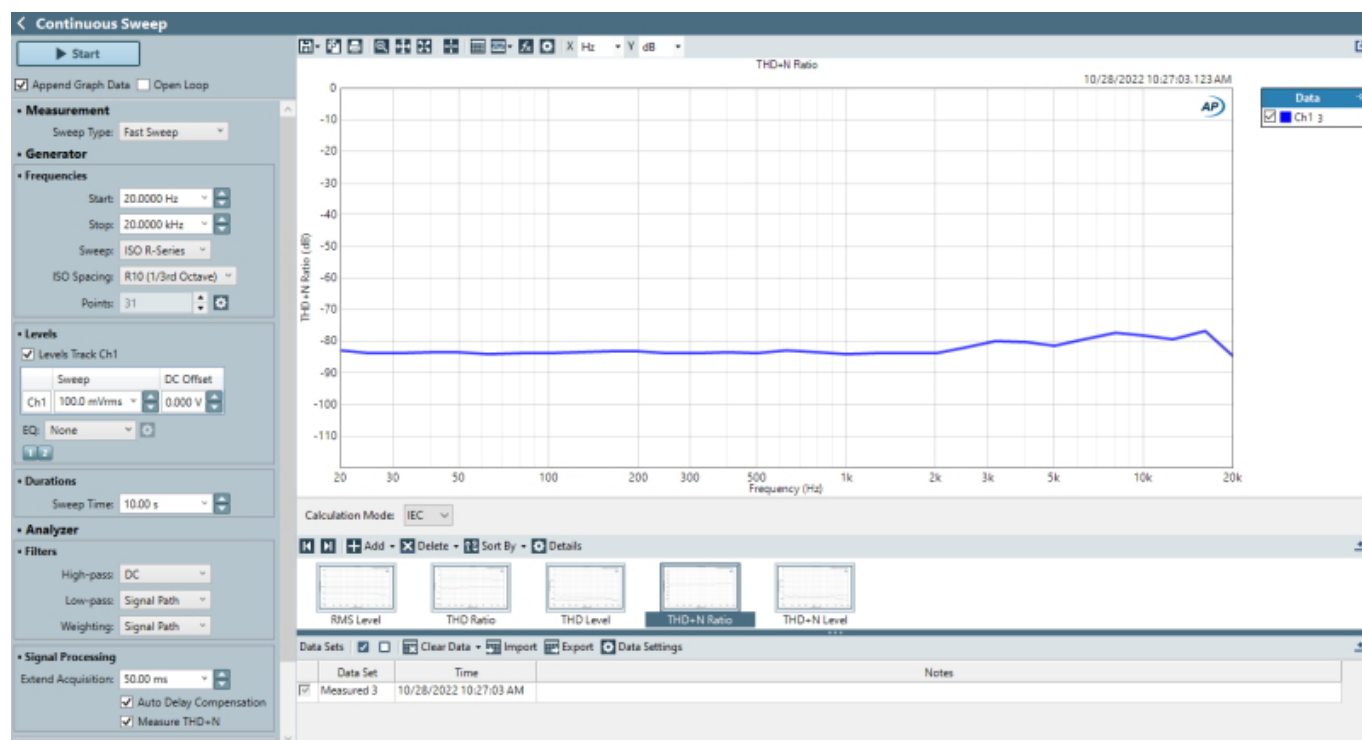 Continuous Sweep
Start
Append Graph Data Open Loop
Measurement
Sweep Type: Fast Sweep
Generator
Frequencies
Start: 20.0000 Hz
Stop: 20.0000 kHz
Sweep: ISO R-Series
ISO Spacing: R10 (1/3rd Octave)
Points: 31
Levels
Levels Track Ch1
Sweep DC Offset
Ch1 100.0 mVrms 0.000 V
EQ: None
1 2
Durations
Sweep Time: 10.00 s
Analyzer
Filters
High-pass: DC
Low-pass: Signal Path
Weighting: Signal Path
Signal Processing
Extend Acquisition: 50.00 ms
Auto Delay Compensation
Measure THD+N
X Hz Y dB
THD+N Ratio
10/28/2022 10:27:03.123 AM
AP
THD+N Ratio (dB)
0
-10
-20
-30
-40
-50
-60
-70
-80
-90
-100
-110
20 30 50 100 200 300 500 1k 2k 3k 5k 10k 20k
Frequency (Hz)
Data
Ch1 3
Calculation Mode: IEC
Add Delete Sort By Details
RMS Level THD Ratio THD Level THD+N Ratio THD+N Level
Data Sets Clear Data Import Export Data Settings
Data Set Time Notes
Measured 3 10/28/2022 10:27:03 AM